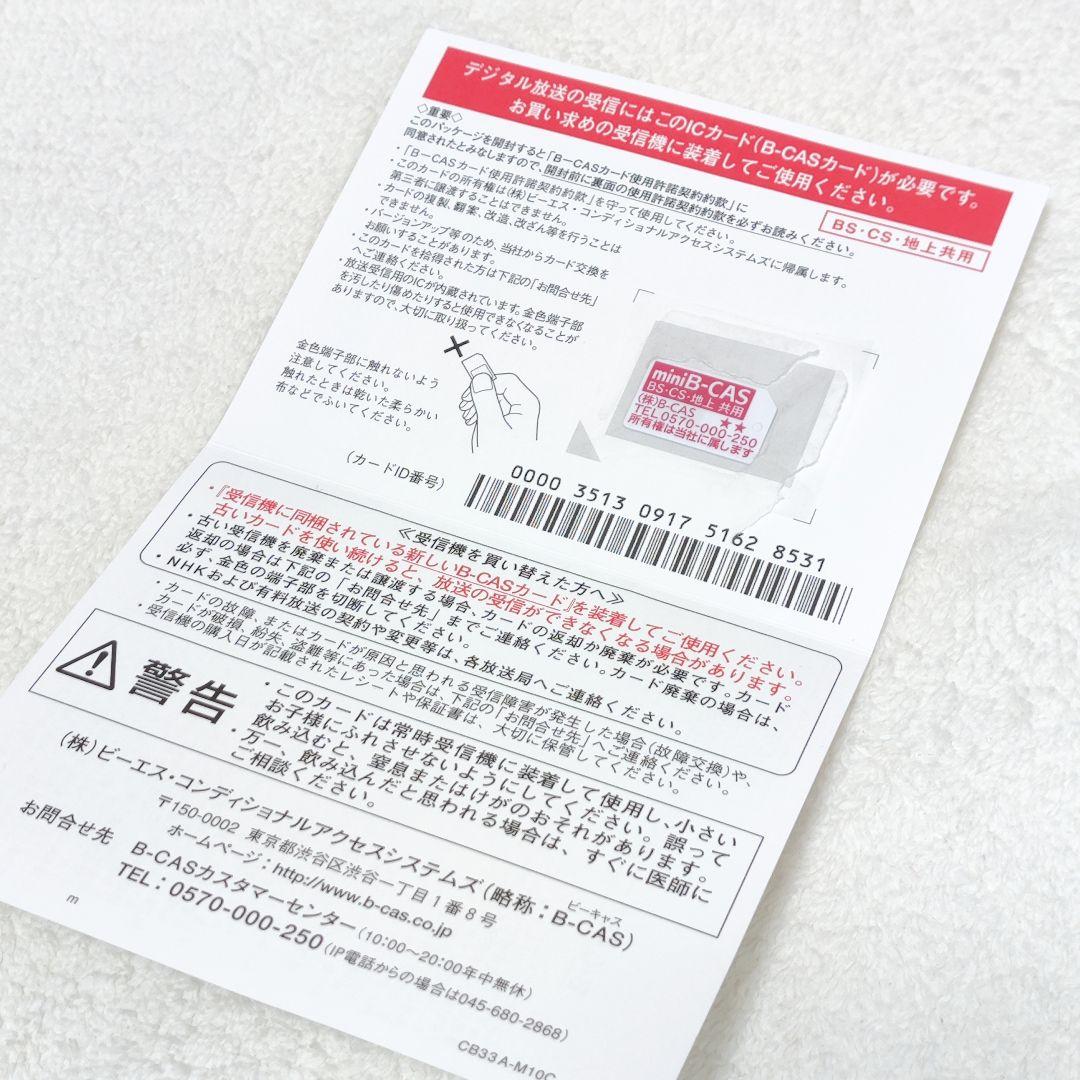 デジタル放送の受信にはこのICカード(B-CASカード)が必要です。
お買い求めの受信機に装着してご使用ください。
BS・CS・地上共用
◇重要◇
このパッケージを開封すると「B-CASカード使用許諾契約約款」に
同意されたとみなしますので、開封前に裏面の使用許諾契約約款を必ずお読みください。
・「B-CASカード使用許諾契約約款」を守って使用してください。
・このカードの所有権は(株)ビーエス・コンディショナルアクセスシステムズに帰属します。
第三者に譲渡することはできません。
・カードの複製、翻案、改造、改ざん等を行うことは
できません。
・バージョンアップ等のため、当社からカード交換を
お願いすることがあります。
・このカードを拾得された方は下記の「お問合せ先」
へご連絡ください。
・放送受信用のICが内蔵されています。金色端子部
を汚したり傷めたりすると使用できなくなることが
ありますので、大切に取り扱ってください。
金色端子部に触れないよう
注意してください。
触れたときは乾いた柔らかい
布などでふいてください。
miniB-CAS
BS・CS・地上 共用
(株)B-CAS ★★
TEL0570-000-250
所有権は当社に属します
(カードID番号)
0000 3513 0917 5162 8531
≪受信機を買い替えた方へ≫
・『受信機に同梱されている新しいB-CASカード』を装着してご使用ください。
古いカードを使い続けると、放送の受信ができなくなる場合があります。
・古い受信機を廃棄または譲渡する場合、カードの返却か廃棄が必要です。カード
返却の場合は下記の「お問合せ先」までご連絡ください。カード廃棄の場合は、
必ず、金色の端子部を切断してください。
・NHKおよび有料放送の契約や変更等は、各放送局へご連絡ください。
・カードの故障、またはカードが原因と思われる受信障害が発生した場合(故障交換)や、
カードが破損、紛失、盗難等にあった場合は、下記の「お問合せ先」へご連絡ください。
・受信機の購入日が記載されたレシートや保証書は、大切に保管してください。
警告
・このカードは常時受信機に装着して使用し、小さい
お子様にふれさせないようにしてください。誤って
飲み込むと、窒息またはけがのおそれがあります。
・万一、飲み込んだと思われる場合は、すぐに医師に
ご相談ください。
(株)ビーエス・コンディショナルアクセスシステムズ(略称:B-CAS)
ビーキャス
〒150-0002 東京都渋谷区渋谷一丁目1番8号
ホームページ:http://www.b-cas.co.jp
お問合せ先 B-CASカスタマーセンター(10:00〜20:00年中無休)
TEL:0570-000-250(IP電話からの場合は045-680-2868)
m
CB33A-M10C